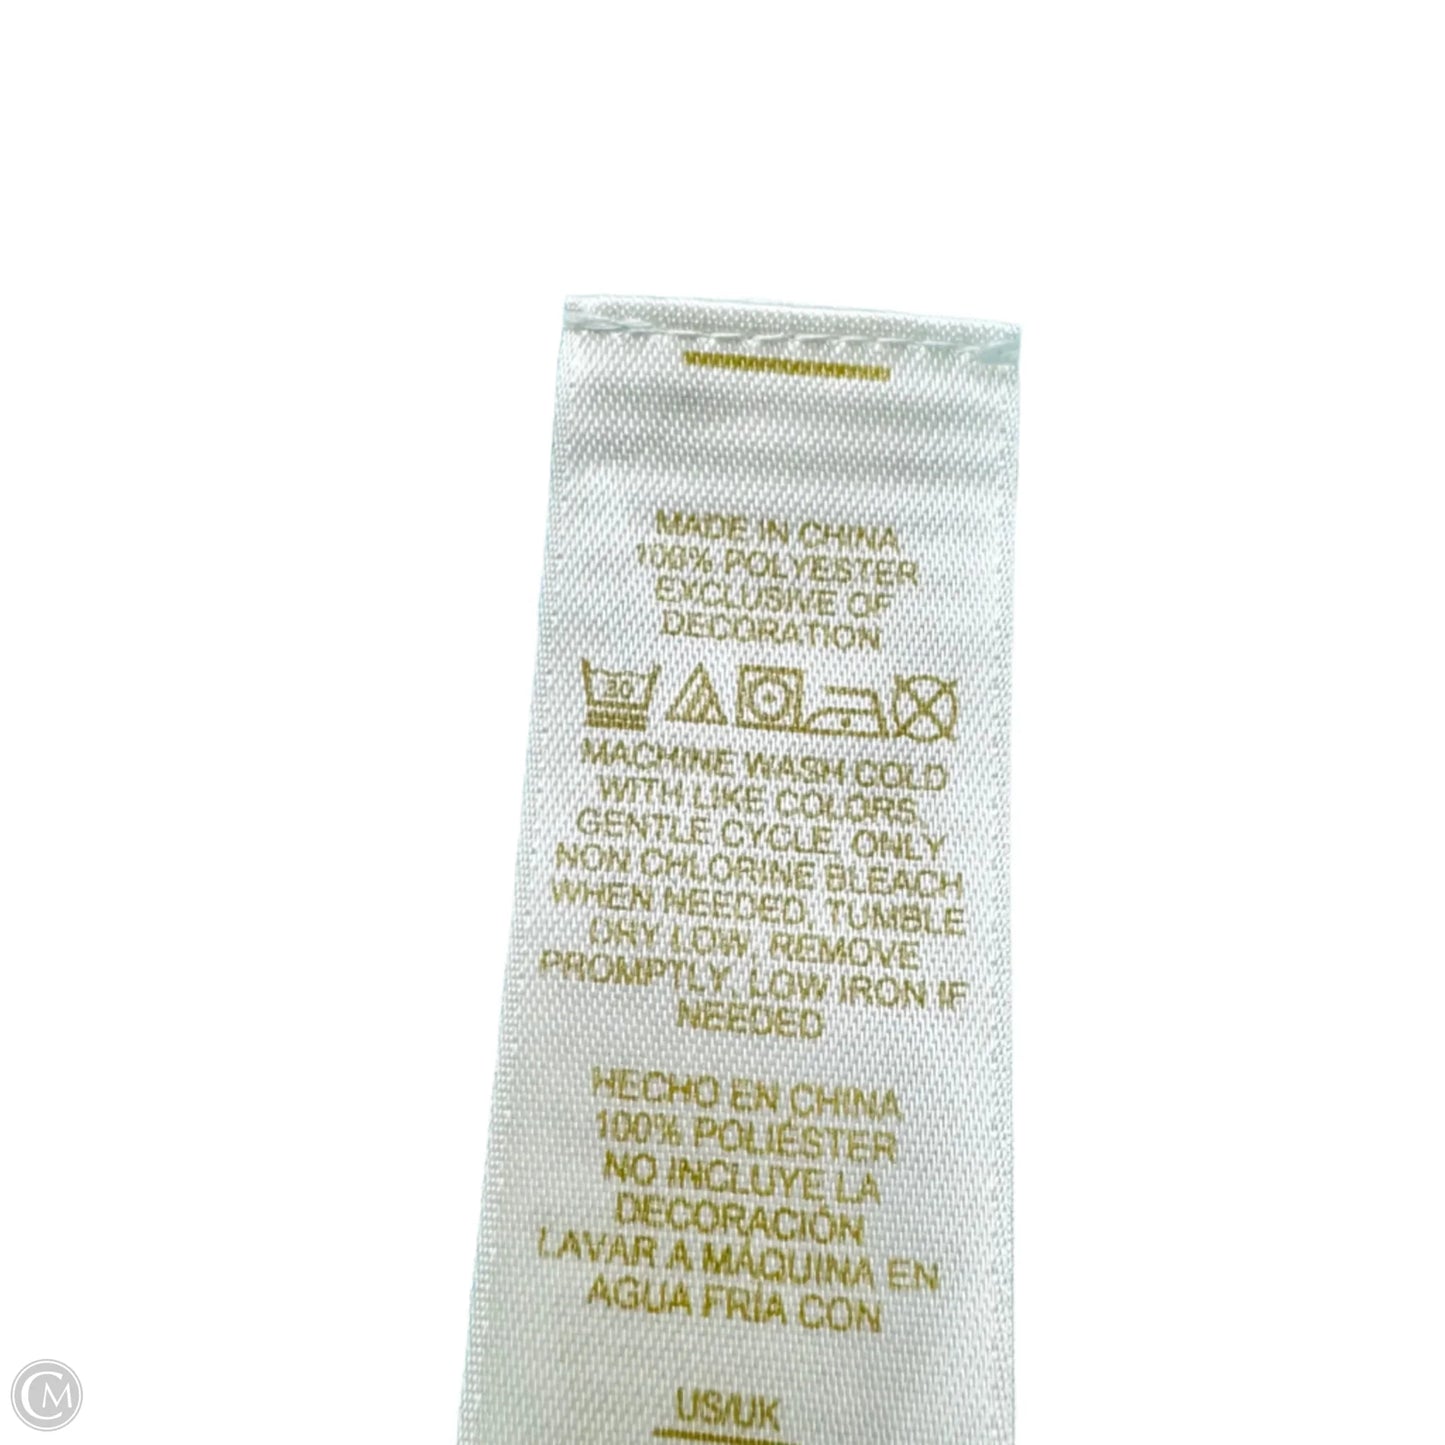 MADE IN CHINA
100% POLYESTER
EXCLUSIVE OF
DECORATION
30
MACHINE WASH COLD
WITH LIKE COLORS,
GENTLE CYCLE, ONLY
NON CHLORINE BLEACH
WHEN NEEDED, TUMBLE
DRY LOW, REMOVE
PROMPTLY, LOW IRON IF
NEEDED
HECHO EN CHINA
100% POLIÉSTER
NO INCLUYE LA
DECORACIÓN
LAVAR A MÁQUINA EN
AGUA FRÍA CON
US/UK
CM